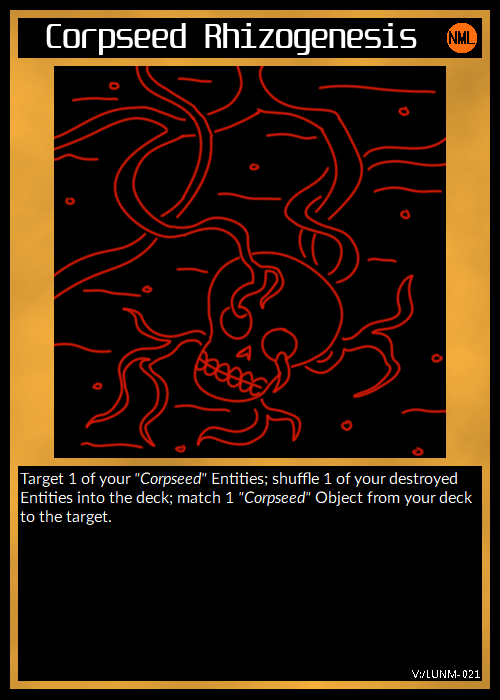 Corpseed Rhizogenesis NML
Target 1 of your "Corpseed" Entities; shuffle 1 of your destroyed
Entities into the deck; match 1 "Corpseed" Object from your deck
to the target.
V:/LUNM-021